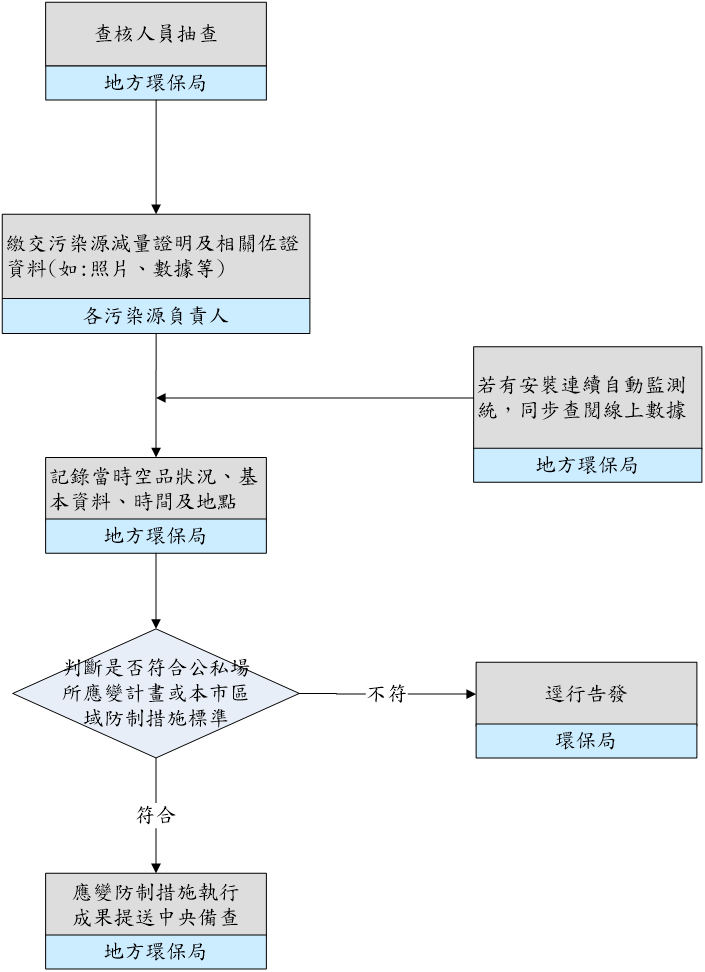 查核人員抽查
地方環保局
繳交污染源減量證明及相關佐證
資料(如:照片、數據等)
各污染源負責人
若有安裝連續自動監測
統，同步查閱線上數據
地方環保局
記錄當時空品狀況、基
本資料、時間及地點
地方環保局
判斷是否符合公私場
所應變計畫或本市區
域防制措施標準
不符
逕行告發
環保局
符合
應變防制措施執行
成果提送中央備查
地方環保局